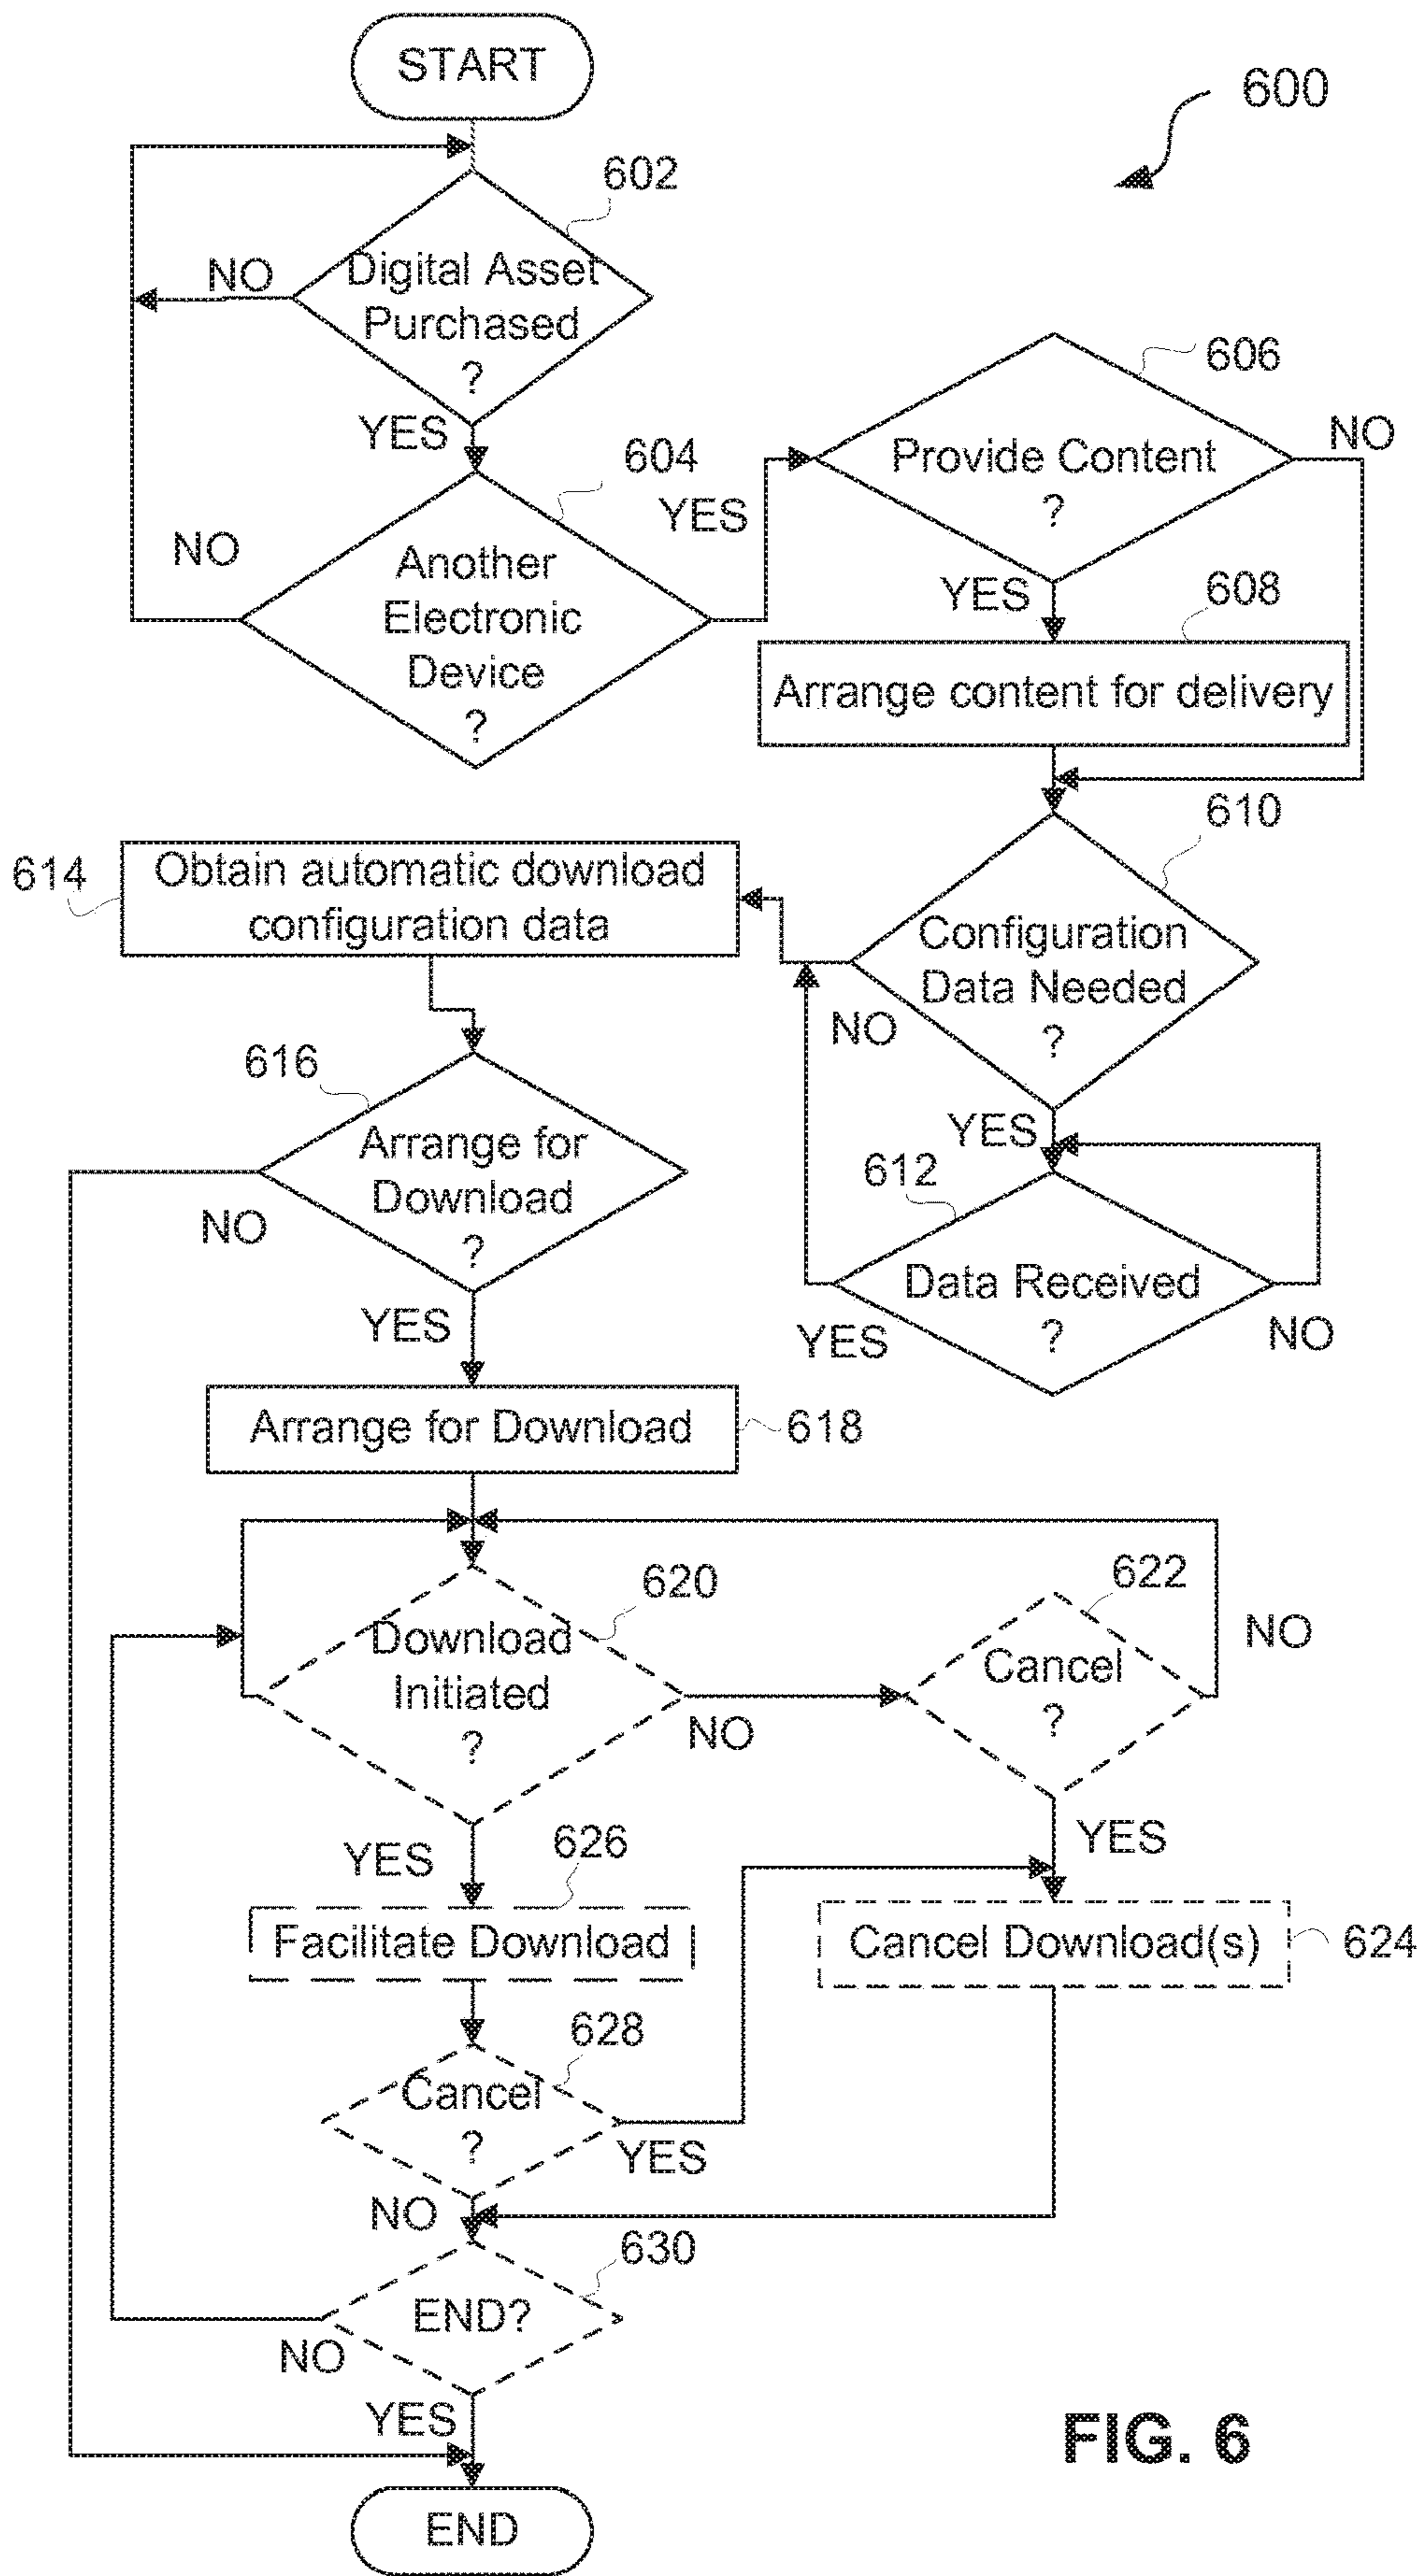 START
600
602
NO
Digital Asset
Purchased
?
YES
604
606
NO
YES
Provide Content
?
NO
Another
Electronic
Device
?
YES
608
Arrange content for delivery
610
614
Obtain automatic download
configuration data
Configuration
Data Needed
?
NO
616
YES
Arrange for
Download
?
NO
612
Data Received
?
YES
NO
YES
Arrange for Download
618
620
622
Download
Initiated
?
NO
Cancel
?
NO
YES
626
YES
Facilitate Download
Cancel Download(s)
624
628
Cancel
?
YES
NO
630
END?
NO
YES
FIG. 6
END